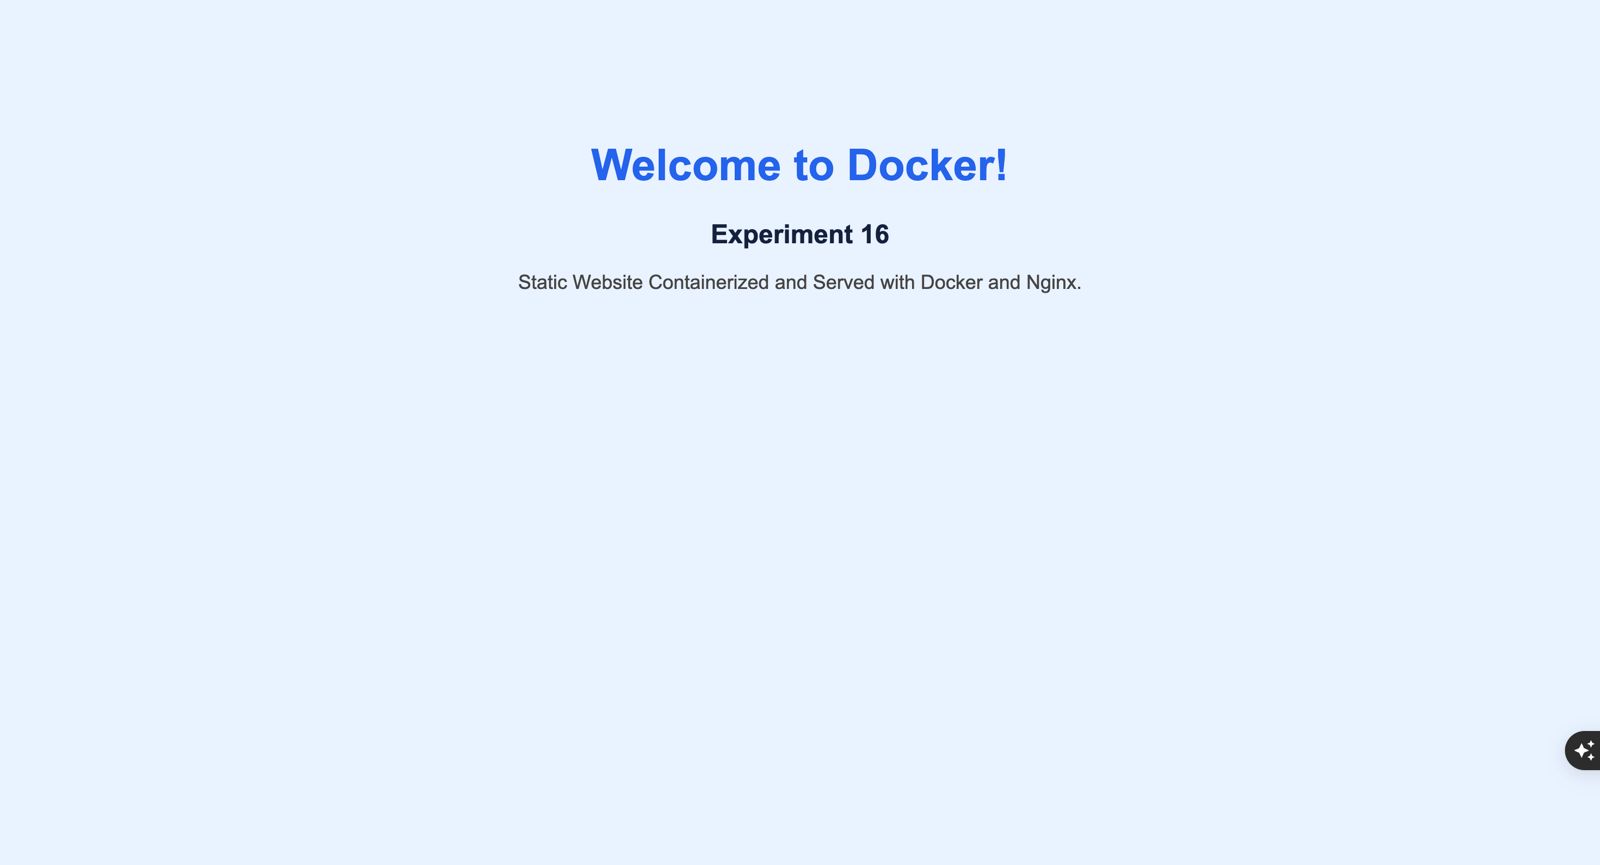 Welcome to Docker!
Experiment 16
Static Website Containerized and Served with Docker and Nginx.